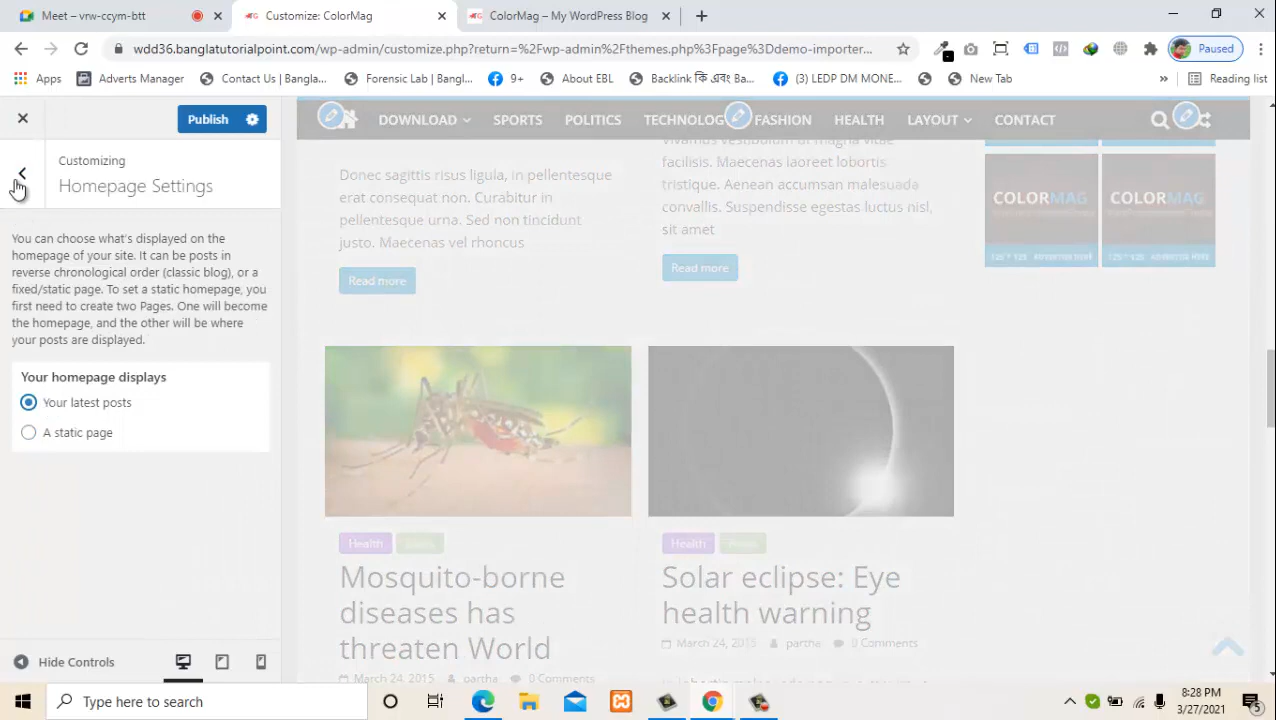 Meet – vrw-ccym-btt
Customize: ColorMag
ColorMag – My WordPress Blog
wdd36.banglatutorialpoint.com/wp-admin/customize.php?return=%2Fwp-admin%2Fthemes.php%3Fpage%3Ddemo-importer...
Paused
Apps
Adverts Manager
Contact Us | Bangla...
Forensic Lab | Bangl...
9+
About EBL
Backlink কি এবং Ba...
(3) LEDP DM MONE...
New Tab
»
Reading list
Publish
DOWNLOAD
SPORTS
POLITICS
TECHNOLOG
FASHION
HEALTH
LAYOUT
CONTACT
Customizing
Homepage Settings
You can choose what's displayed on the
homepage of your site. It can be posts in
reverse chronological order (classic blog), or a
fixed/static page. To set a static homepage, you
first need to create two Pages. One will become
the homepage, and the other will be where
your posts are displayed.
Your homepage displays
Your latest posts
A static page
Donec sagittis risus ligula, in pellentesque
erat consequat non. Curabitur in
pellentesque urna. Sed non tincidunt
justo. Maecenas vel rhoncus
Read more
vivamus vestibulum at magna vitae
facilisis. Maecenas laoreet lobortis
tristique. Aenean accumsan malesuada
convallis. Suspendisse egestas luctus nisl,
sit amet
Read more
COLORMAG
COLORMAG
Health
Health
Mosquito-borne
diseases has
threaten World
March 24, 2015
partha
0 Comments
Solar eclipse: Eye
health warning
March 24, 2015
partha
0 Comments
Hide Controls
Type here to search
8:28 PM
3/27/2021
5